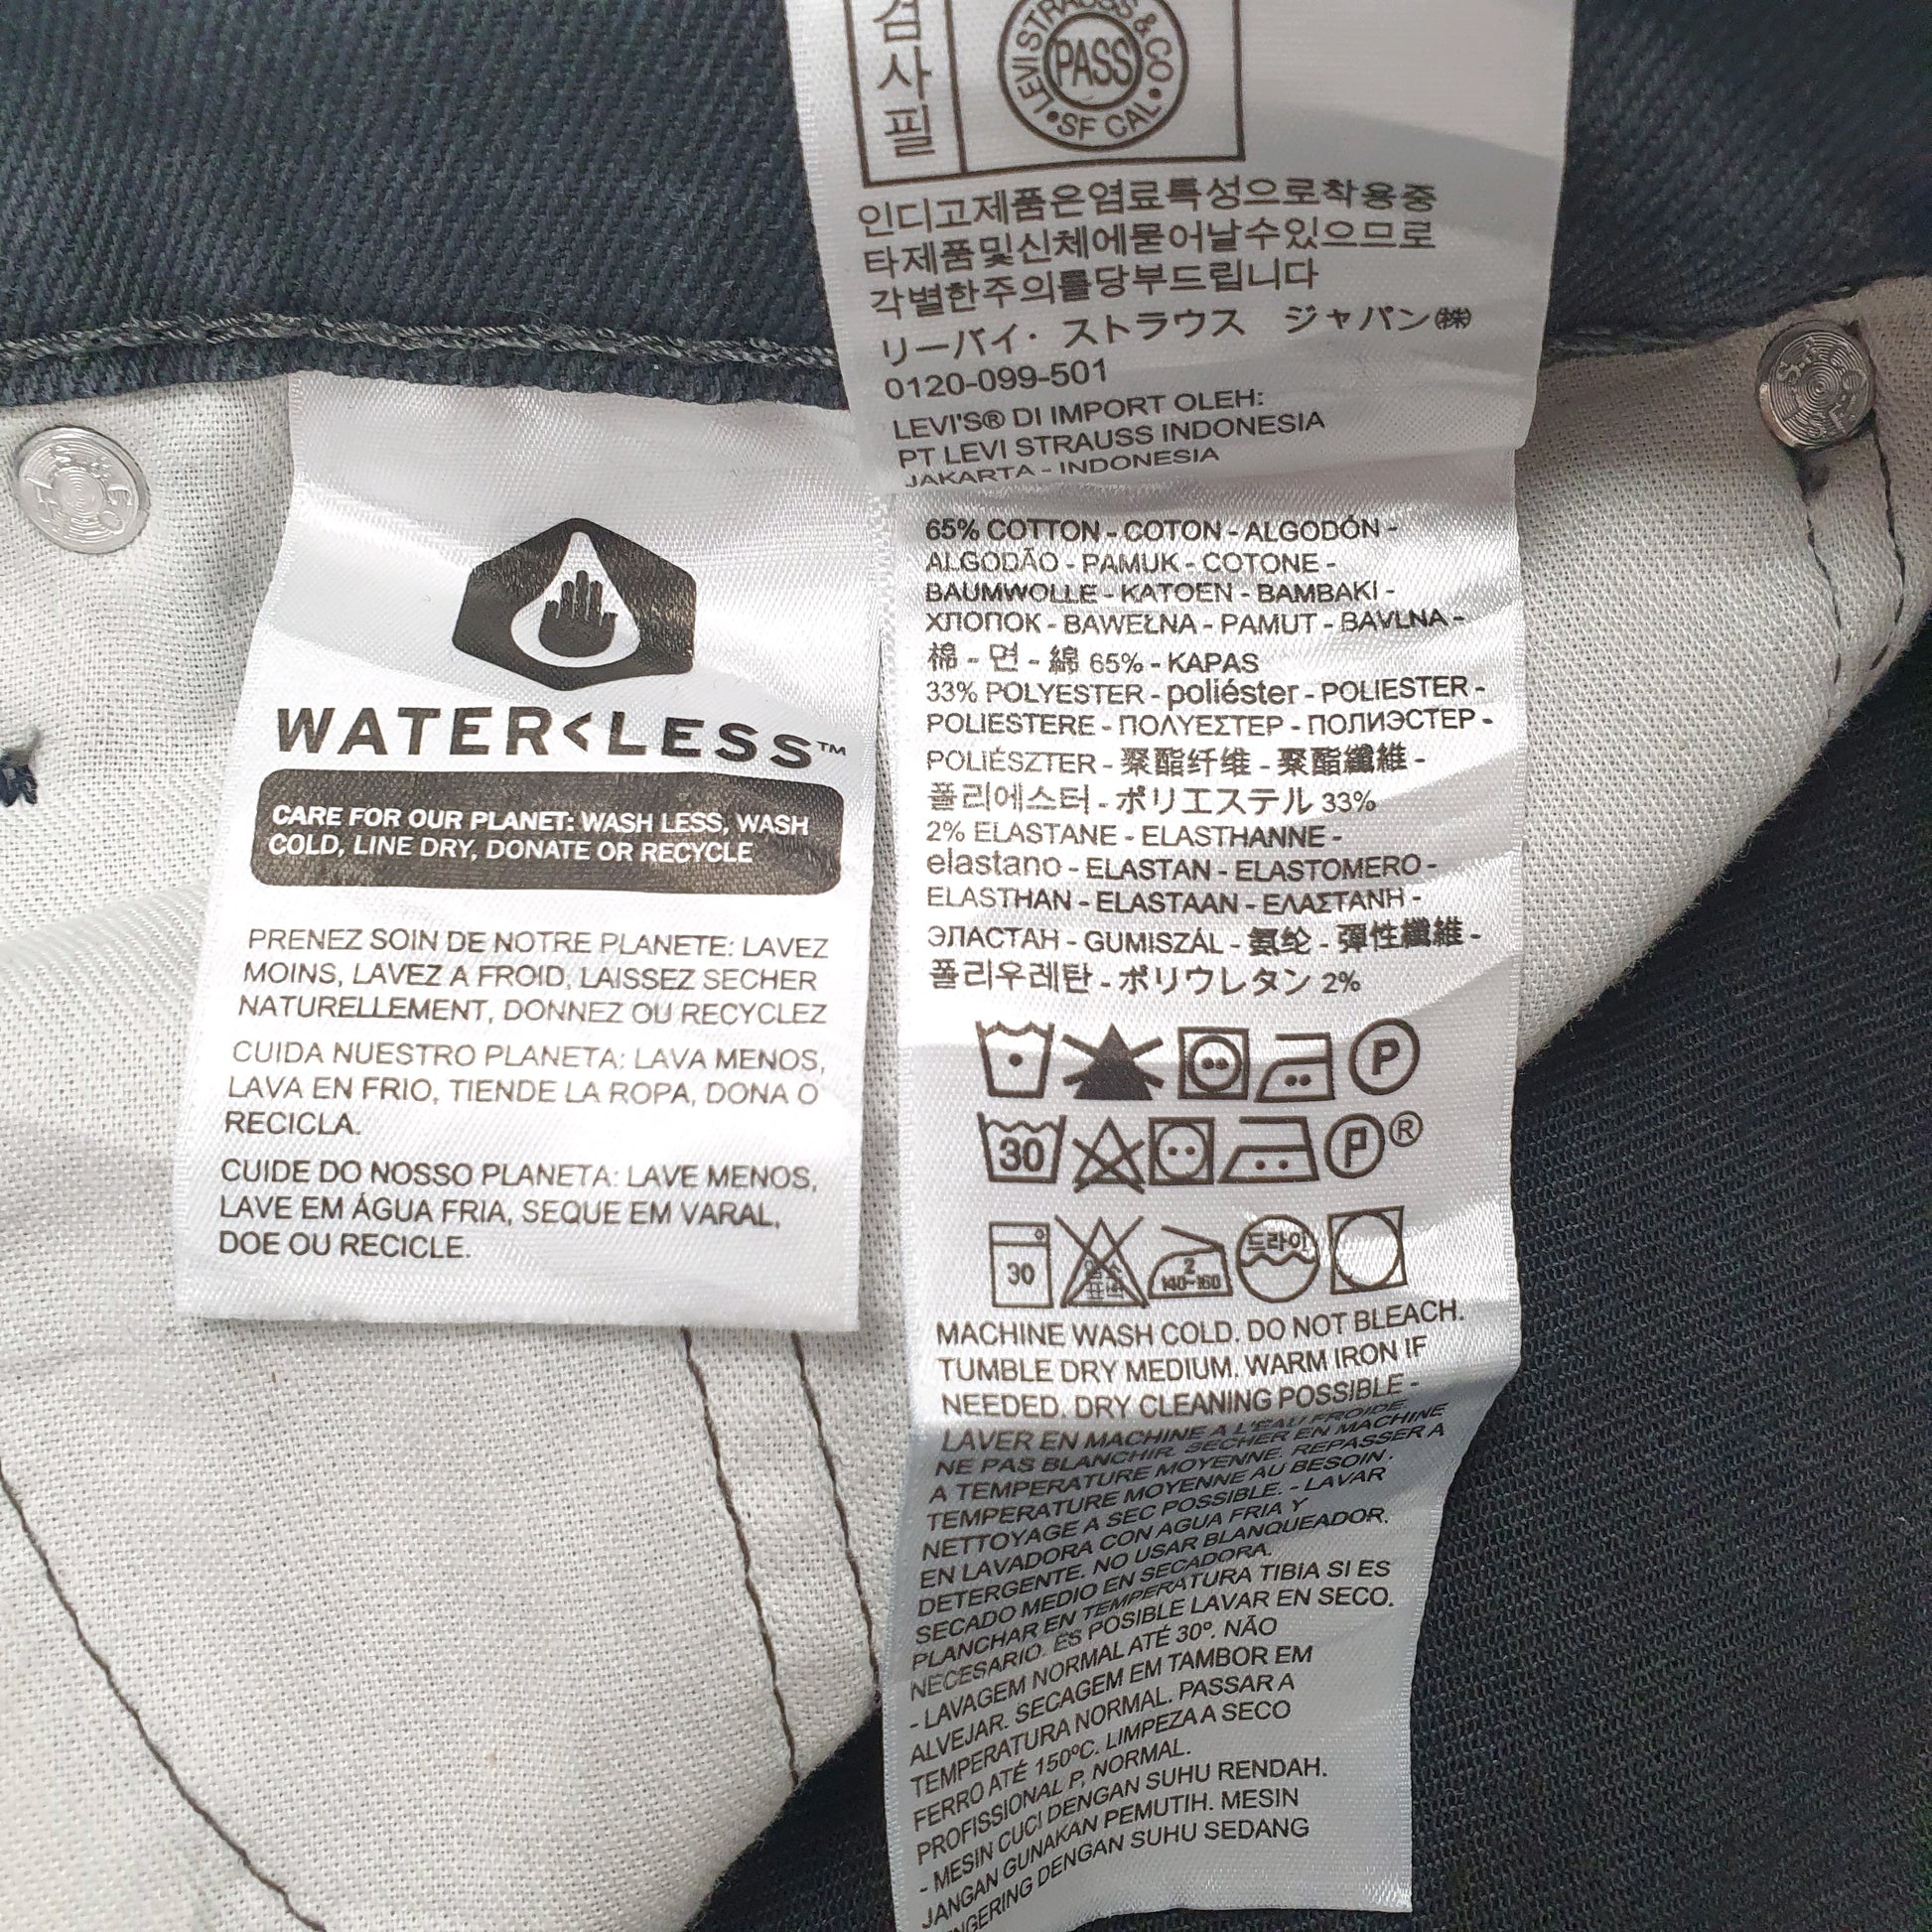 WATER<LESS™
CARE FOR OUR PLANET: WASH LESS, WASH
COLD, LINE DRY, DONATE OR RECYCLE
PRENEZ SOIN DE NOTRE PLANETE: LAVEZ
MOINS, LAVEZ A FROID, LAISSEZ SECHER
NATURELLEMENT, DONNEZ OU RECYCLEZ
CUIDA NUESTRO PLANETA: LAVA MENOS,
LAVA EN FRIO, TIENDE LA ROPA, DONA O
RECICLA.
CUIDE DO NOSSO PLANETA: LAVE MENOS,
LAVE EM ÁGUA FRIA, SEQUE EM VARAL,
DOE OU RECICLE.
검사필
LEVI STRAUSS & CO
PASS
SF CAL
인디고제품은염료특성으로착용중
타제품및신체에묻어날수있으므로
각별한주의를당부드립니다
リーバイ・ストラウス ジャパン㈱
0120-099-501
LEVI'S® DI IMPORT OLEH:
PT LEVI STRAUSS INDONESIA
JAKARTA - INDONESIA
65% COTTON - COTON - ALGODÓN -
ALGODÃO - PAMUK - COTONE -
BAUMWOLLE - KATOEN - BAMBAKI -
ХЛОПОК - BAWEŁNA - PAMUT - BAVLNA -
棉 - 면 - 綿 65% - KAPAS
33% POLYESTER - poliéster - POLIESTER -
POLIESTERE - ΠΟΛΥΕΣΤΕΡ - ПОЛИЭСТЕР -
POLIÉSZTER - 聚酯纤维 - 聚酯纖維 -
폴리에스터 - ポリエステル 33%
2% ELASTANE - ELASTHANNE -
elastano - ELASTAN - ELASTOMERO -
ELASTHAN - ELASTAAN - ΕΛΑΣΤΑΝΗ -
ЭЛАСТАН - GUMISZÁL - 氨纶 - 彈性纖維 -
폴리우레탄 - ポリウレタン 2%
P
30 P ®
30 2 140~160 드라이
MACHINE WASH COLD. DO NOT BLEACH.
TUMBLE DRY MEDIUM. WARM IRON IF
NEEDED. DRY CLEANING POSSIBLE -
LAVER EN MACHINE A L'EAU FROIDE.
NE PAS BLANCHIR. SECHER EN MACHINE
A TEMPERATURE MOYENNE. REPASSER A
TEMPERATURE MOYENNE AU BESOIN.
NETTOYAGE A SEC POSSIBLE. - LAVAR
EN LAVADORA CON AGUA FRIA Y
DETERGENTE. NO USAR BLANQUEADOR.
SECADO MEDIO EN SECADORA.
PLANCHAR EN TEMPERATURA TIBIA SI ES
NECESARIO. ES POSIBLE LAVAR EN SECO.
- LAVAGEM NORMAL ATÉ 30º. NÃO
ALVEJAR. SECAGEM EM TAMBOR EM
TEMPERATURA NORMAL. PASSAR A
FERRO ATÉ 150ºC. LIMPEZA A SECO
PROFISSIONAL P, NORMAL.
- MESIN CUCI DENGAN SUHU RENDAH.
JANGAN GUNAKAN PEMUTIH. MESIN
DENGAN SUHU SEDANG